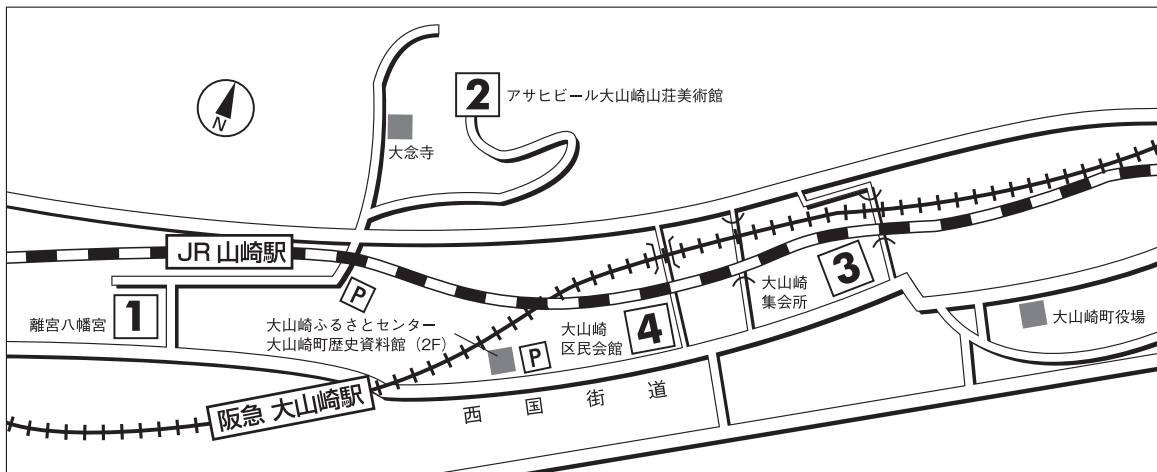 2
アサヒビール大山崎山荘美術館
N
大念寺
JR 山崎駅
1
離宮八幡宮
P
大山崎ふるさとセンター
大山崎町歴史資料館（2F）
P
大山崎
区民会館
4
大山崎
集会所
3
大山崎町役場
阪急 大山崎駅
西国街道